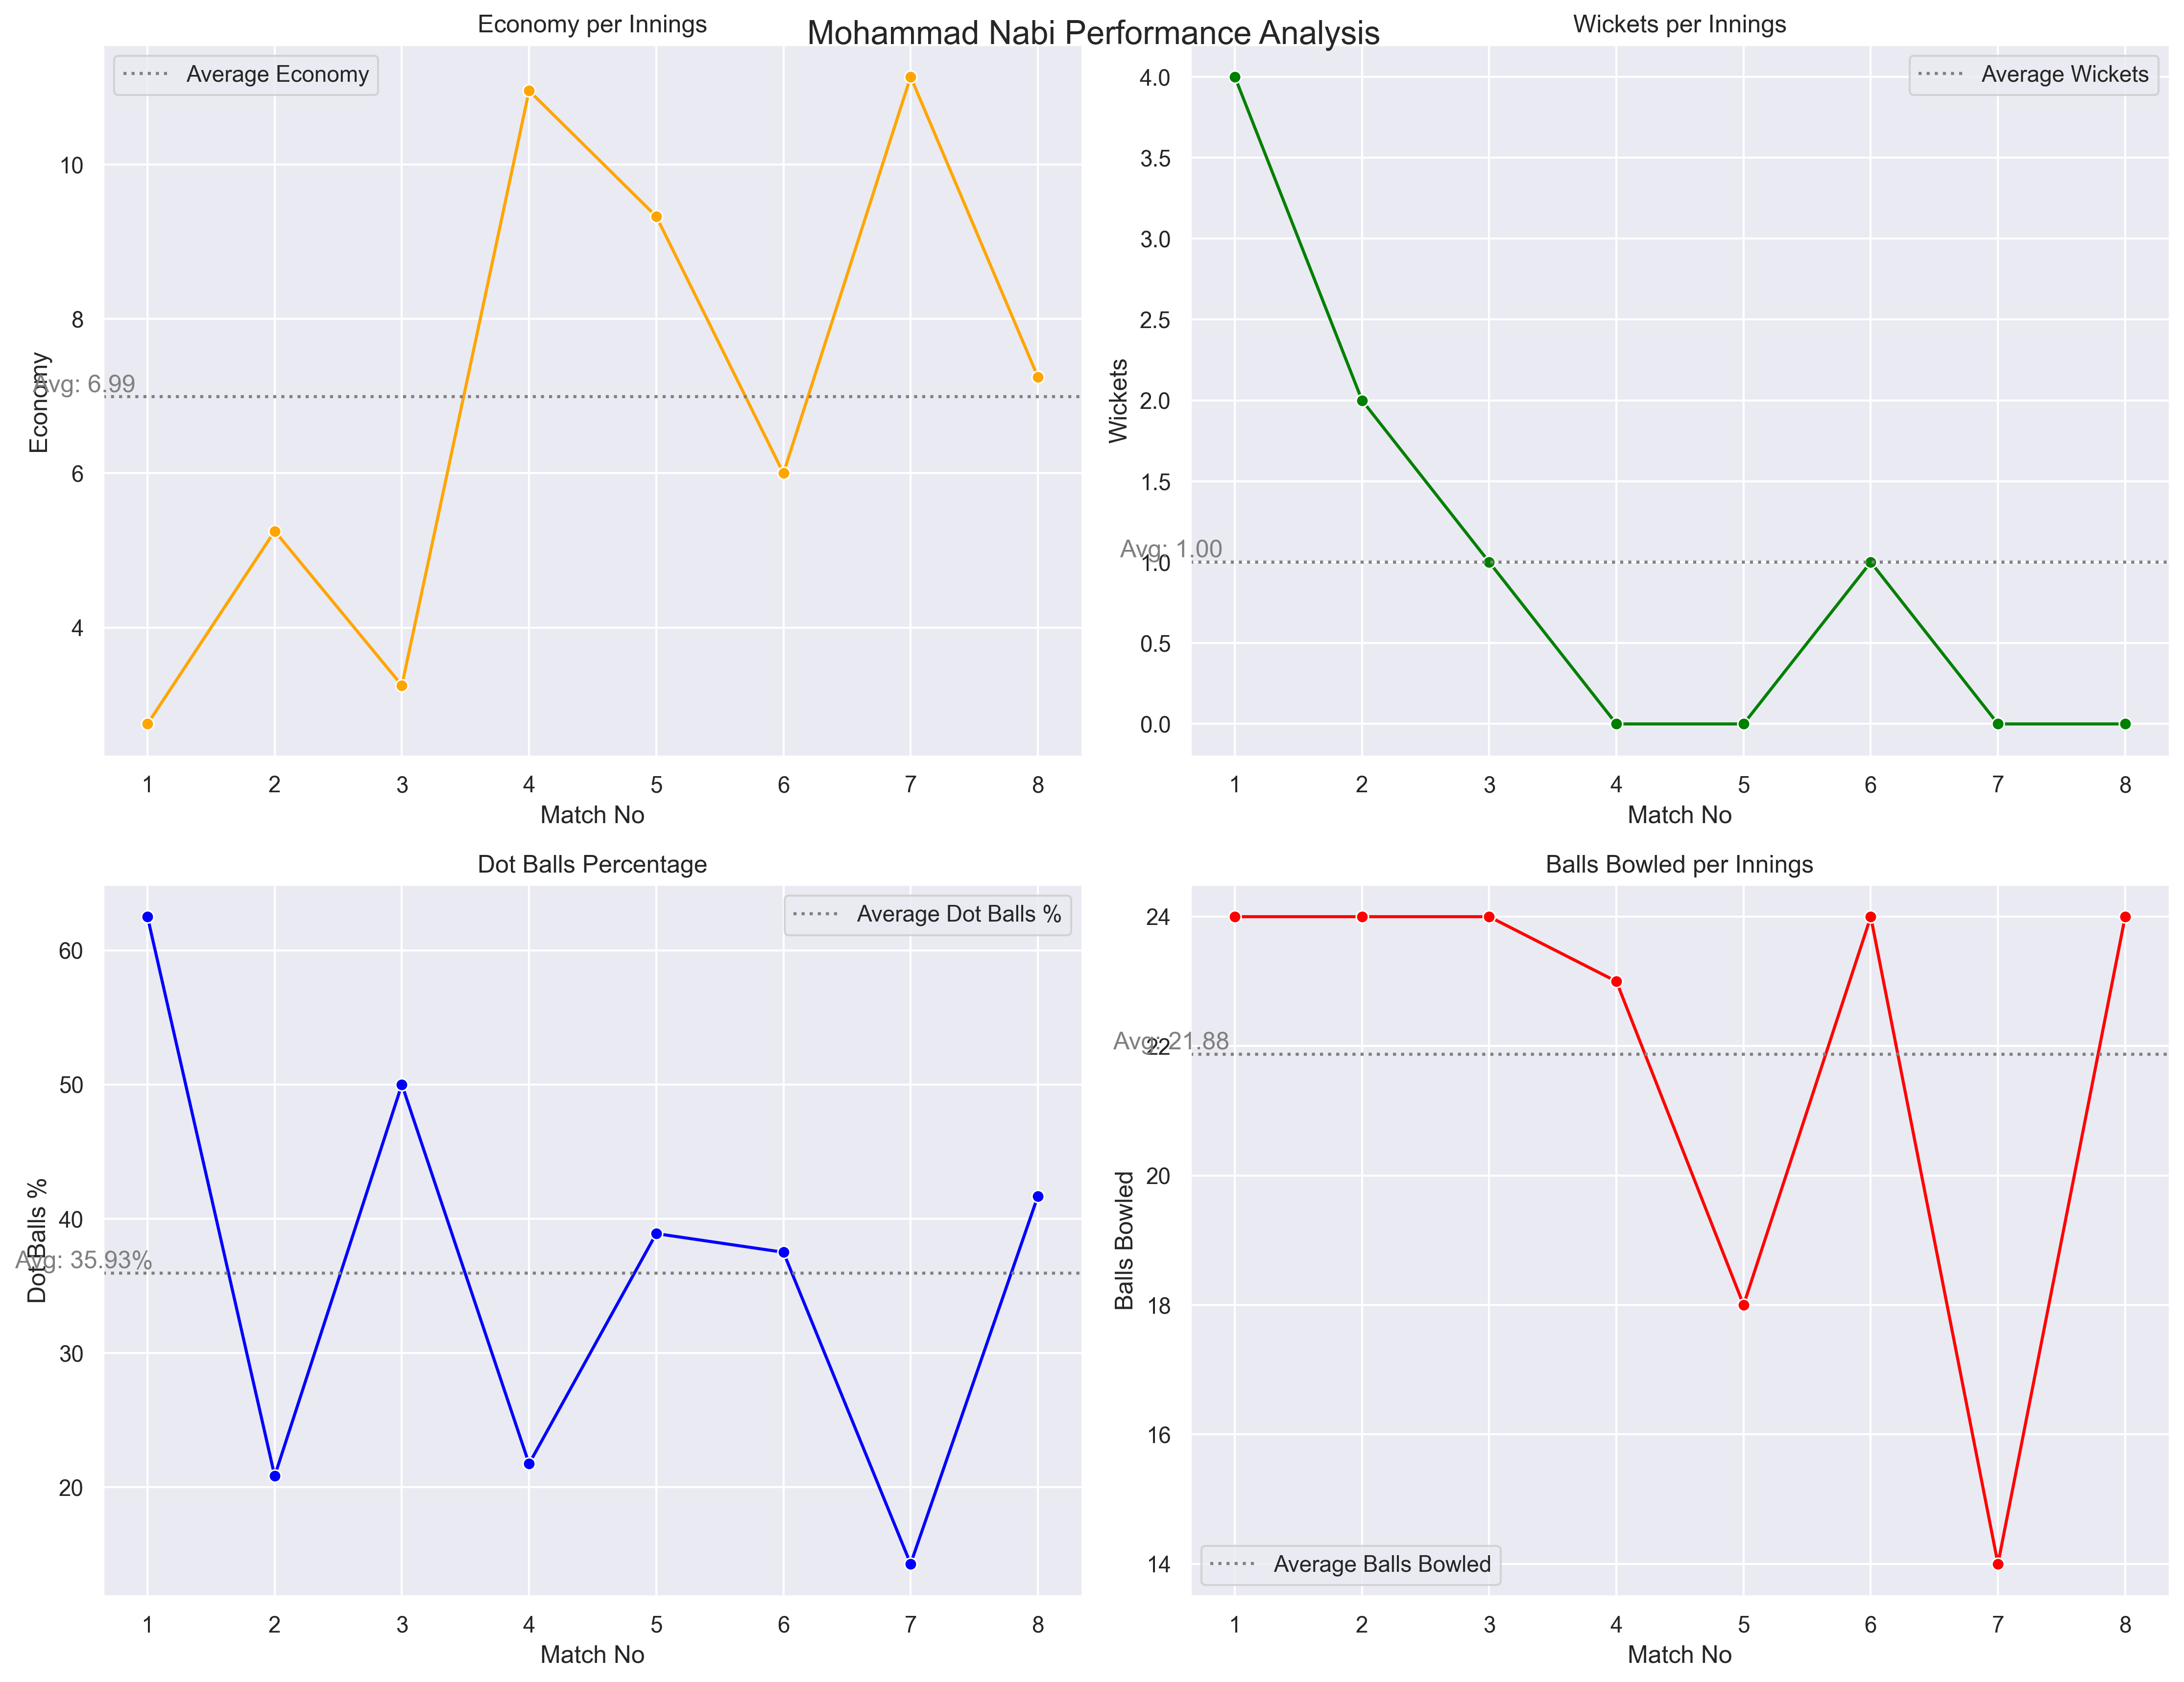 Mohammad Nabi Performance Analysis
Economy per Innings
Average Economy
10
8
6
4
Economy
Avg: 6.99
1 2 3 4 5 6 7 8
Match No
Wickets per Innings
Average Wickets
4.0
3.5
3.0
2.5
2.0
1.5
1.0
0.5
0.0
Wickets
Avg: 1.00
1 2 3 4 5 6 7 8
Match No
Dot Balls Percentage
Average Dot Balls %
60
50
40
30
20
Dot Balls %
Avg: 35.93%
1 2 3 4 5 6 7 8
Match No
Balls Bowled per Innings
24
22
20
18
16
14
Balls Bowled
Avg: 21.88
Average Balls Bowled
1 2 3 4 5 6 7 8
Match No